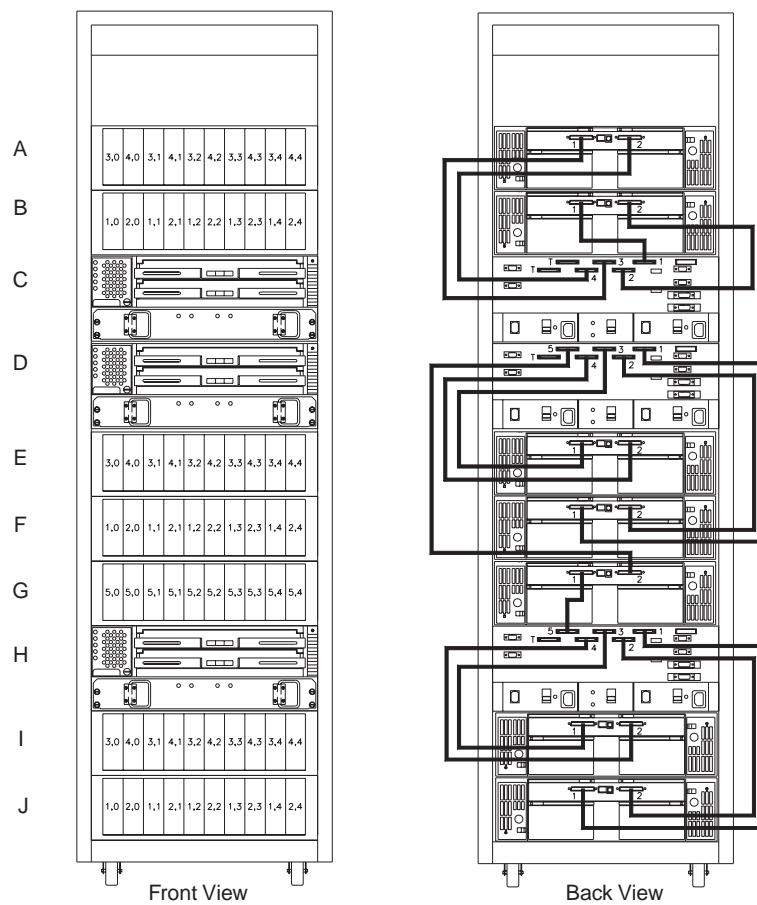 A
3,0 4,0 3,1 4,1 3,2 4,2 3,3 4,3 3,4 4,4
B
1,0 2,0 1,1 2,1 1,2 2,2 1,3 2,3 1,4 2,4
C
D
E
3,0 4,0 3,1 4,1 3,2 4,2 3,3 4,3 3,4 4,4
F
1,0 2,0 1,1 2,1 1,2 2,2 1,3 2,3 1,4 2,4
G
5,0 5,0 5,1 5,1 5,2 5,2 5,3 5,3 5,4 5,4
H
I
3,0 4,0 3,1 4,1 3,2 4,2 3,3 4,3 3,4 4,4
J
1,0 2,0 1,1 2,1 1,2 2,2 1,3 2,3 1,4 2,4
Front View
1 2
1 2
T 3 1
T 4 2
5 3 1
T 4 2
1 2
1 2
1 2
5 3 1
T 4 2
1 2
1 2
Back View